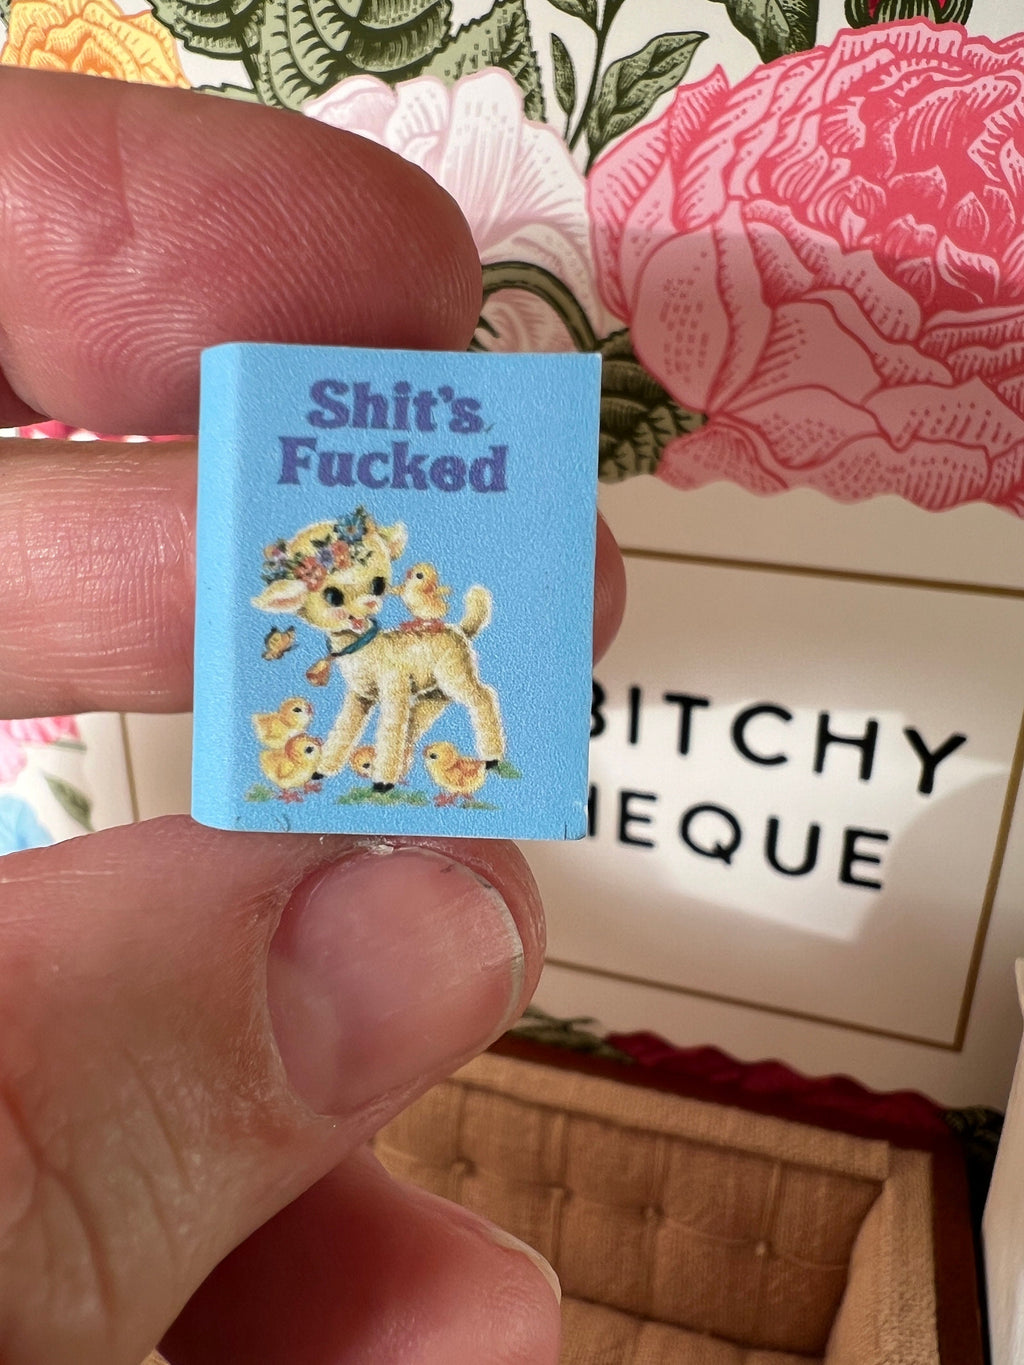 Shit's
Fucked
BITCHY
HEQUE